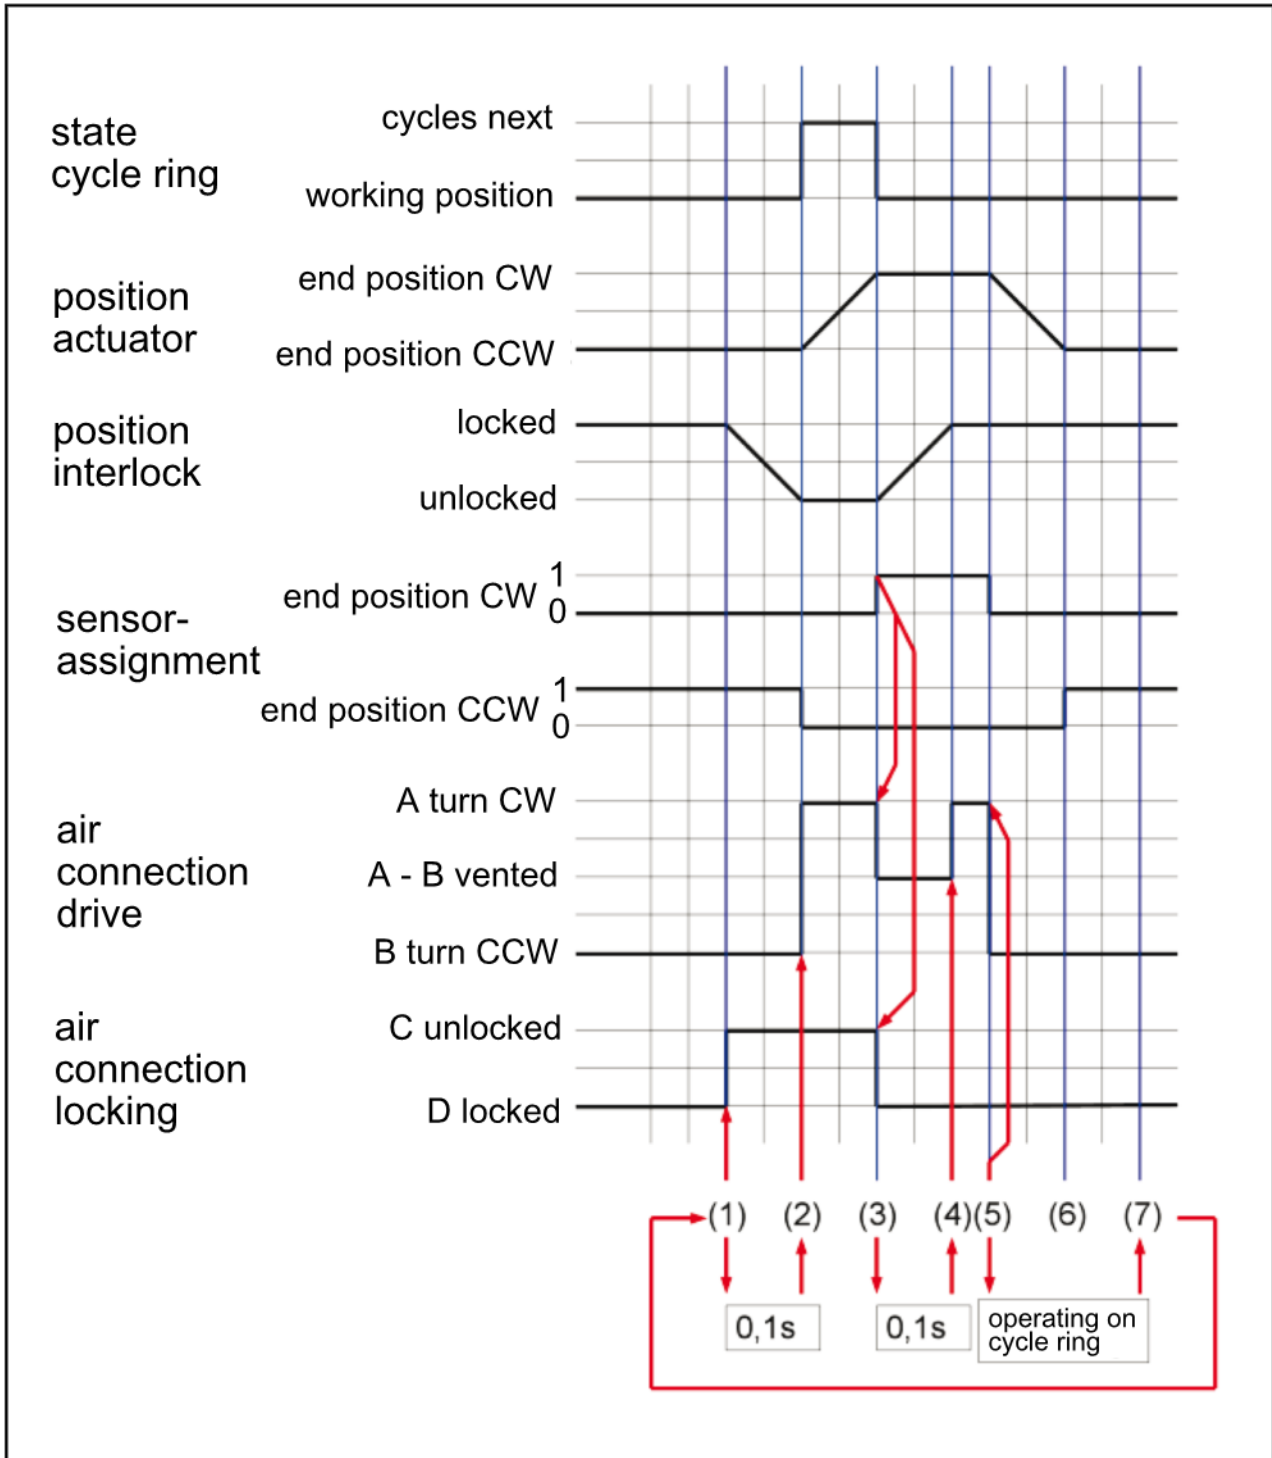 state
cycle ring
cycles next
working position
position
actuator
end position CW
end position CCW
position
interlock
locked
unlocked
sensor-
assignment
end position CW
1
0
end position CCW
1
0
air
connection
drive
A turn CW
A - B vented
B turn CCW
air
connection
locking
C unlocked
D locked
(1) (2) (3) (4)(5) (6) (7)
0,1s
0,1s
operating on
cycle ring